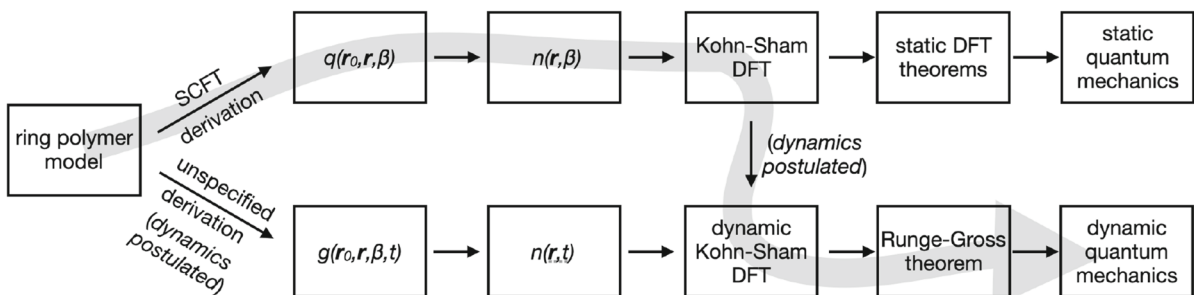 ring polymer
model
SCFT
derivation
q(r₀,r,β)
n(r,β)
Kohn-Sham
DFT
static DFT
theorems
static
quantum
mechanics
(dynamics
postulated)
unspecified
derivation
(dynamics
postulated)
g(r₀,r,β,t)
n(r,t)
dynamic
Kohn-Sham
DFT
Runge-Gross
theorem
dynamic
quantum
mechanics